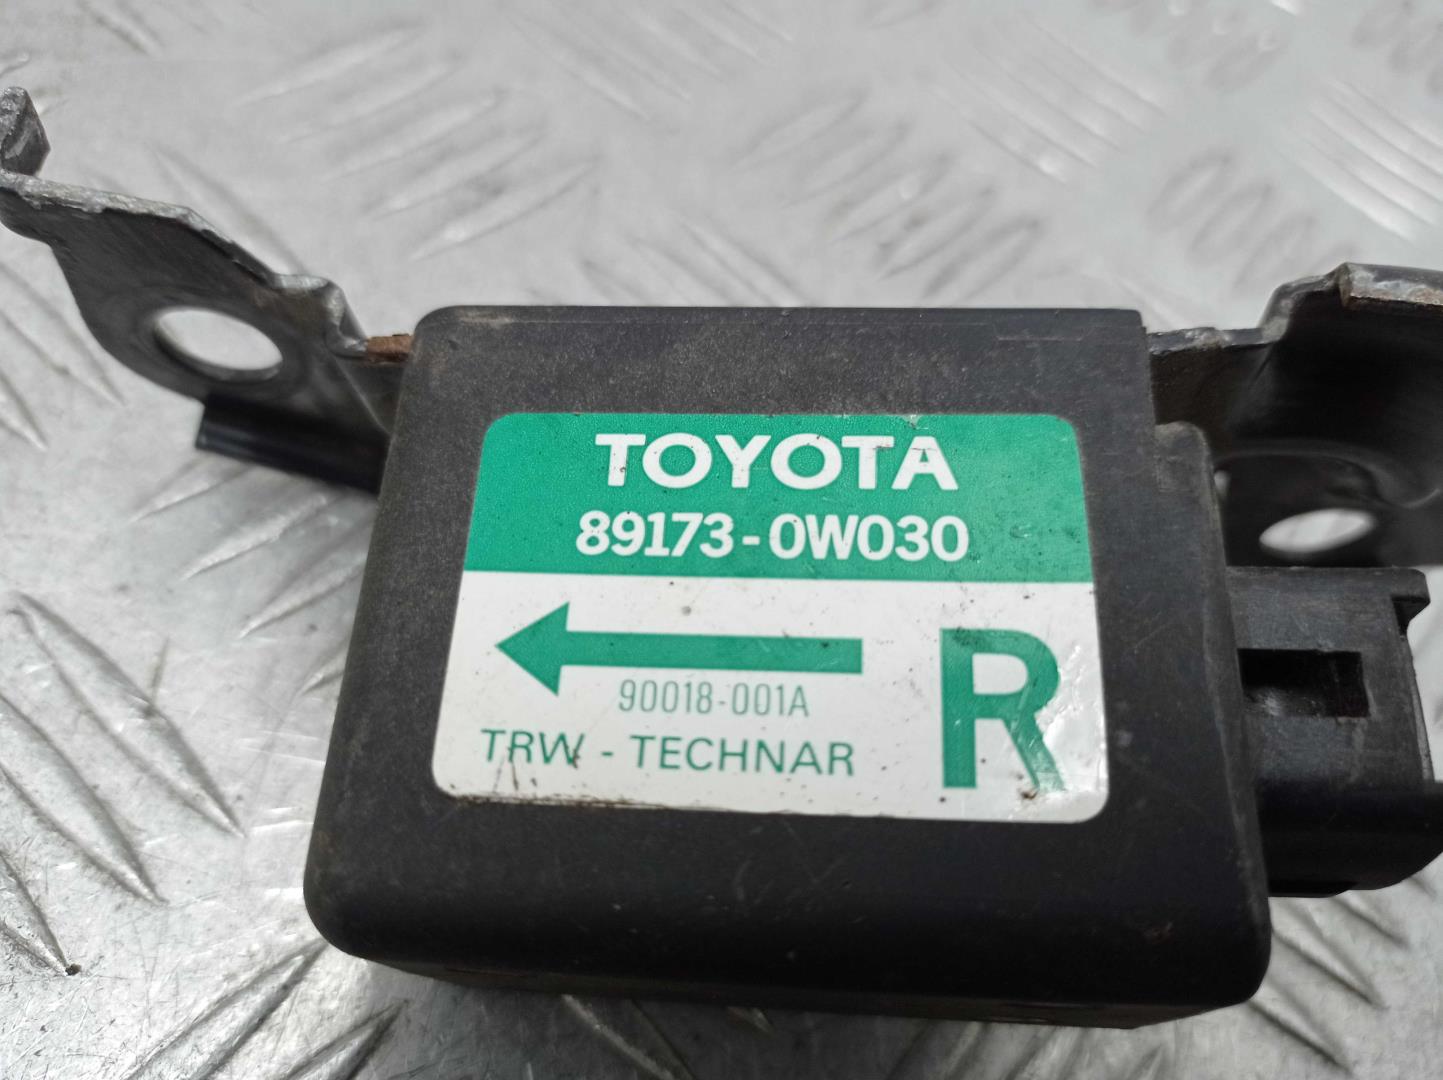 TOYOTA
89173-0W030
90018-001A
TRW - TECHNAR
R